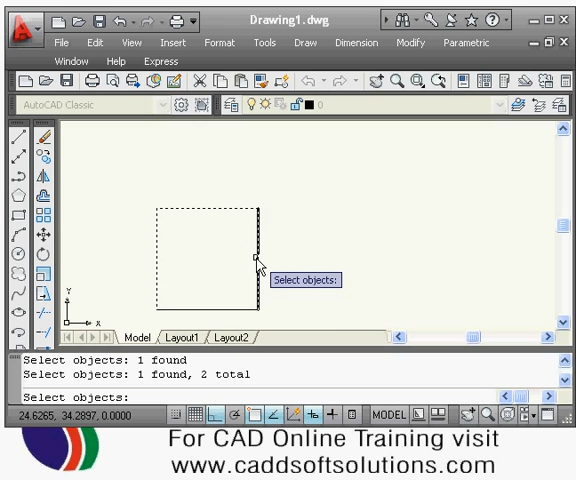 Drawing1.dwg
File Edit View Insert Format Tools Draw Dimension Modify Parametric
Window Help Express
AutoCAD Classic 0
Select objects:
Y
X
Model Layout1 Layout2
Select objects: 1 found
Select objects: 1 found, 2 total
Select objects:
24.6265, 34.2897, 0.0000 MODEL
For CAD Online Training visit
www.caddsoftsolutions.com